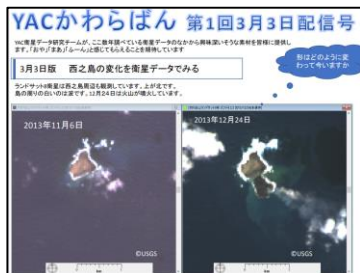 YACかわらばん 第1回3月3日配信号
YAC衛星データ研究チームが、ここ数年調べている衛星データのなかから興味深いそうな素材を皆様に提供し
ます。「おや」「まあ」「ふーん」と感じてもらえることを期待しています
形はどのように変
わって今いますか
3月3日版 西之島の変化を衛星データでみる
ランドサット8衛星は西之島周辺も観測しています。上が北です。
島の周りの白いのは雲です。12月24日は火山が噴火しています。
2013年11月6日
2013年12月24日
©USGS
©USGS